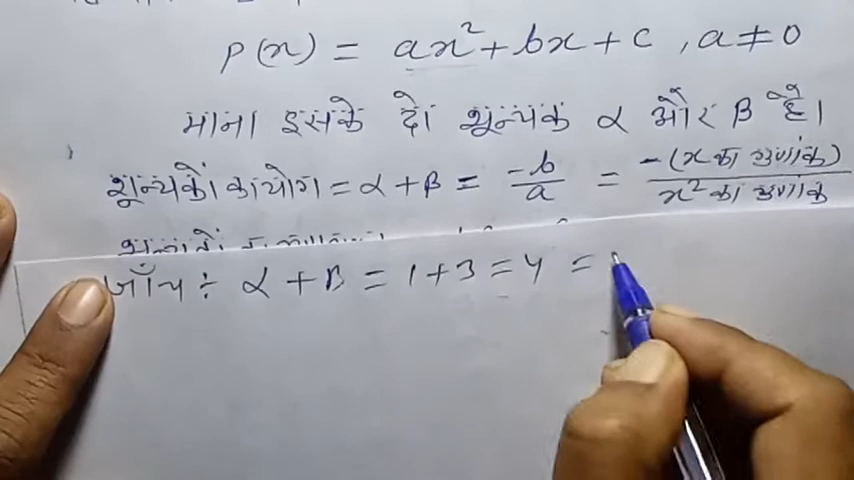 P(x) = ax² + bx + c , a ≠ 0
माना इसके दो शून्यक α और β है।
शून्यकों का योग = α + β = -b/a = -(x का गुणांक)/x² का गुणांक
जाँच ÷ α + β = 1 + 3 = 4 =